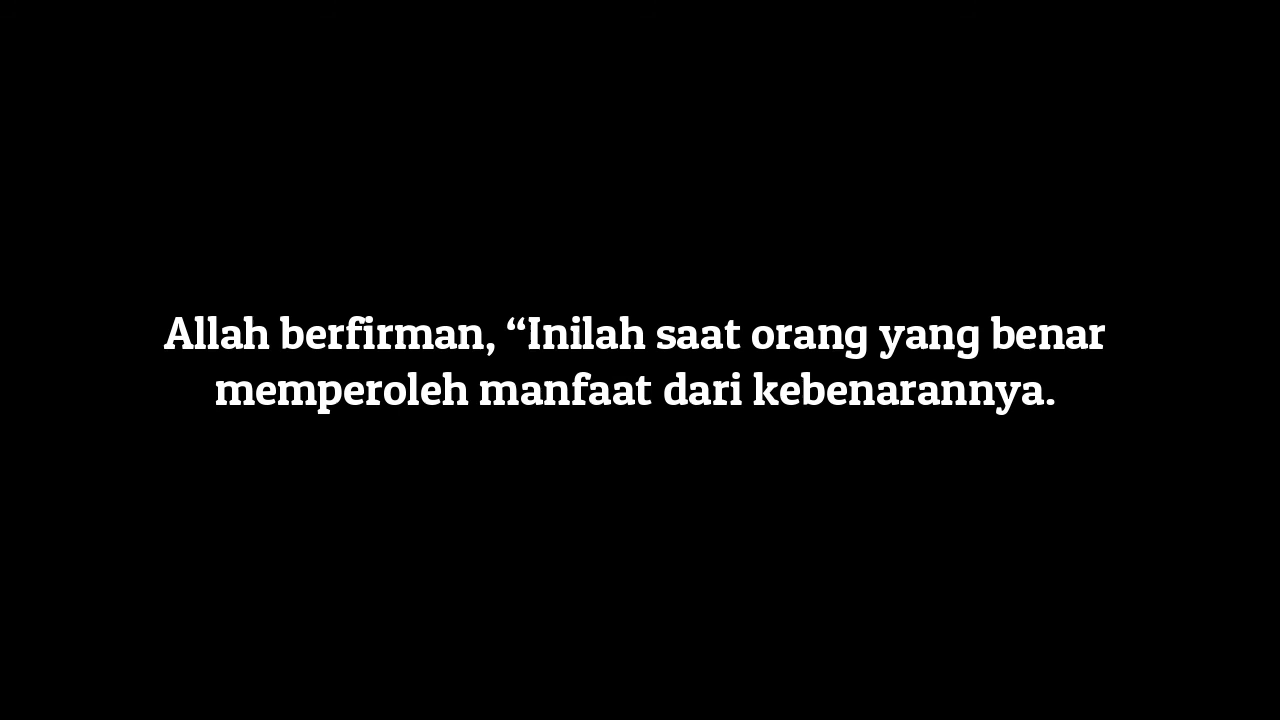 Allah berfirman, “Inilah saat orang yang benar
memperoleh manfaat dari kebenarannya.